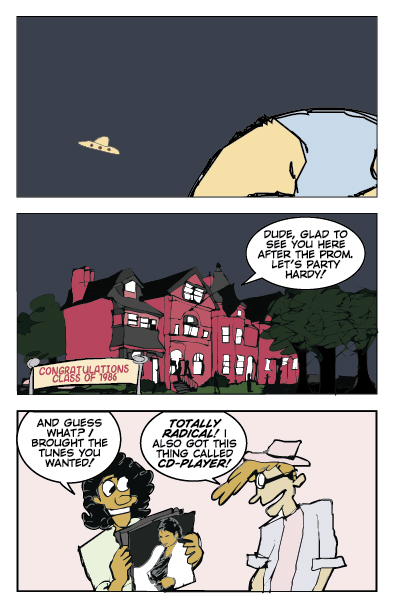 DUDE, GLAD TO
SEE YOU HERE
AFTER THE PROM.
LET'S PARTY
HARDY!
CONGRATULATIONS
CLASS OF 1986
AND GUESS
WHAT? I
BROUGHT THE
TUNES YOU
WANTED!
TOTALLY
RADICAL! I
ALSO GOT THIS
THING CALLED
CD-PLAYER!